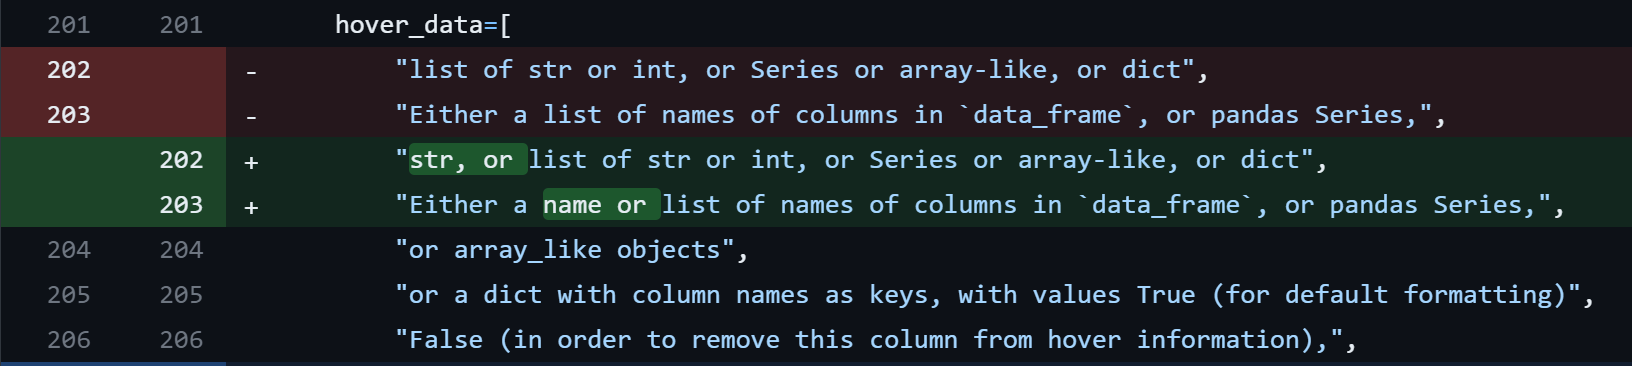 201 201 hover_data=[
202 - "list of str or int, or Series or array-like, or dict",
203 - "Either a list of names of columns in `data_frame`, or pandas Series,",
202 + "str, or list of str or int, or Series or array-like, or dict",
203 + "Either a name or list of names of columns in `data_frame`, or pandas Series,",
204 204 "or array_like objects",
205 205 "or a dict with column names as keys, with values True (for default formatting)",
206 206 "False (in order to remove this column from hover information),",